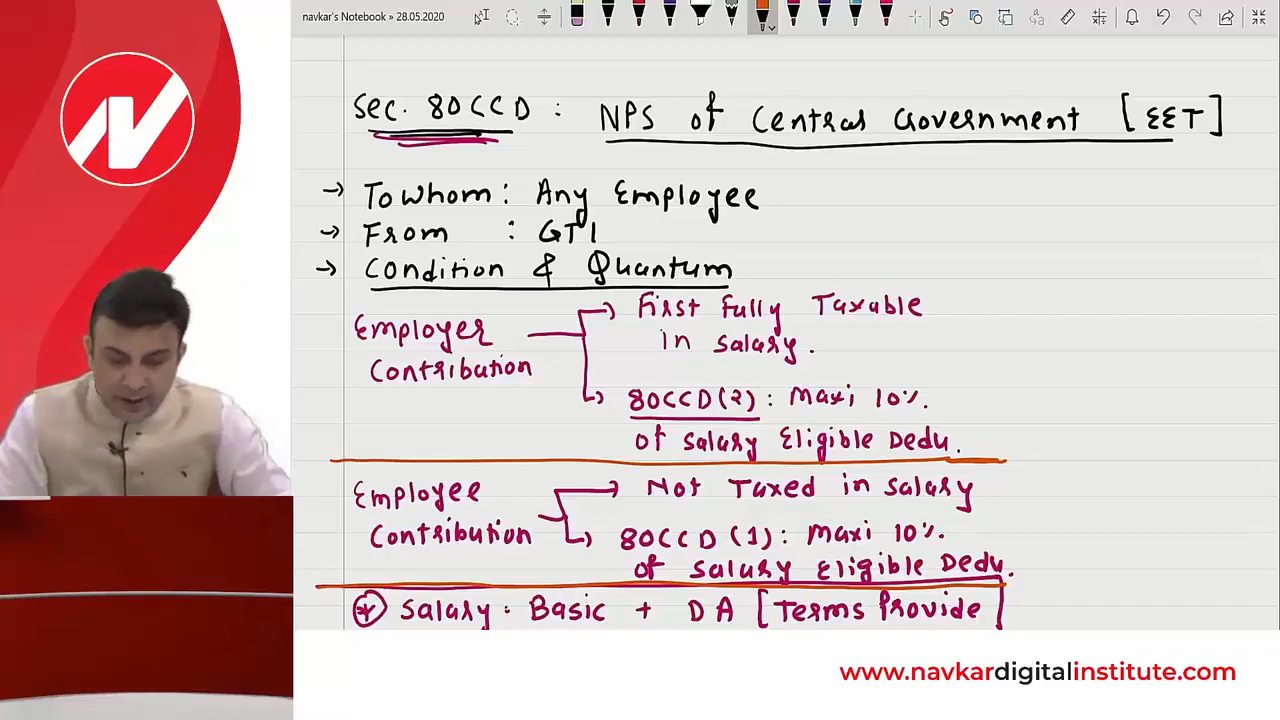 navkar's Notebook » 28.05.2020
Sec. 80CCD : NPS of Central Government [EET]
→ To whom : Any Employee
→ From : GTI
→ Condition & Quantum
Employer Contribution → First fully Taxable in salary.
→ 80CCD(2) : Maxi 10% of salary Eligible Dedu.
Employee Contribution → Not Taxed in salary
→ 80CCD (1) : Maxi 10% of salary Eligible Dedu.
* Salary : Basic + DA [Terms Provide]
www.navkardigitalinstitute.com